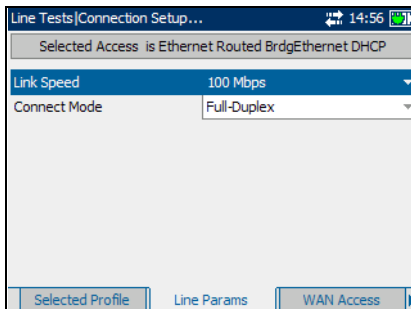 Line Tests|Connection Setup... 14:56
Selected Access is Ethernet Routed BrdgEthernet DHCP
Link Speed 100 Mbps
Connect Mode Full-Duplex
Selected Profile Line Params WAN Access